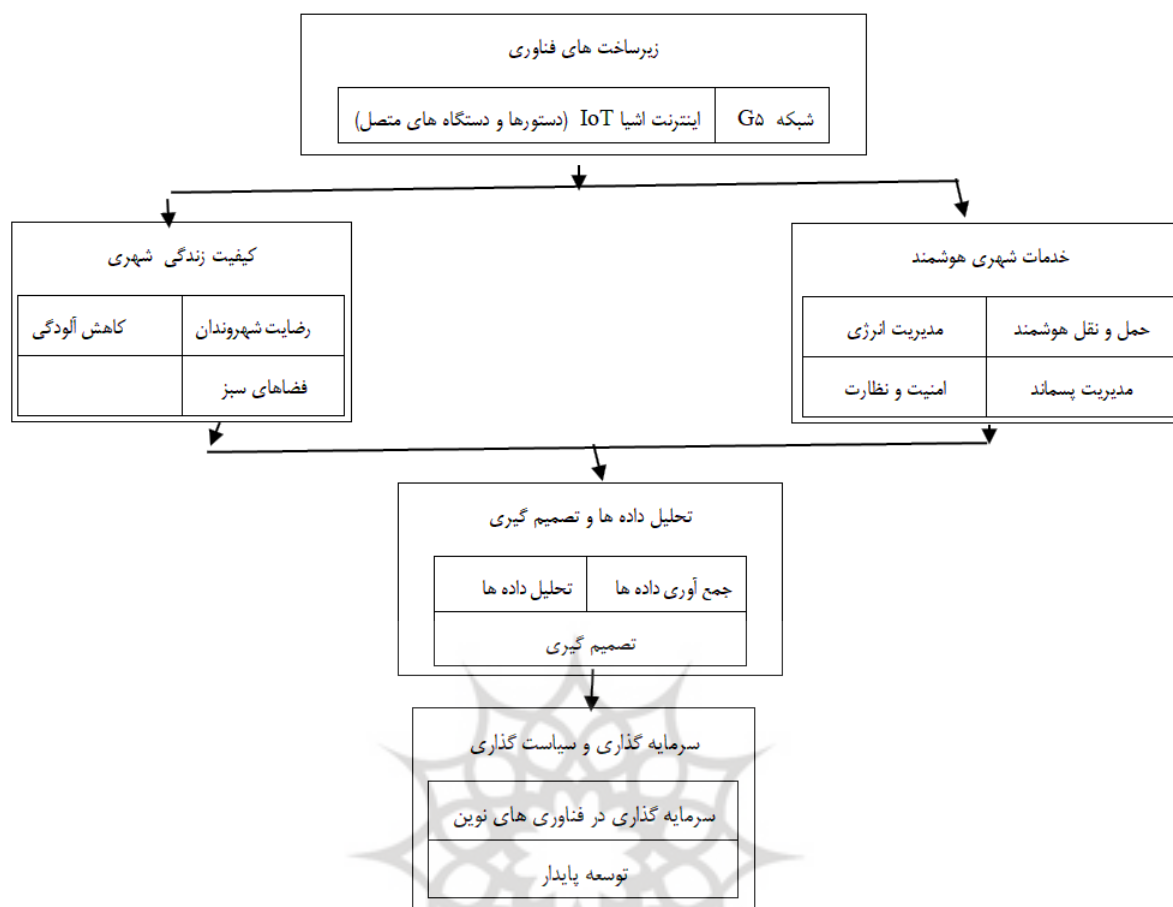 زیرساخت های فناوری
شبکه G۵
اینترنت اشیا IoT (دستورها و دستگاه های متصل)
خدمات شهری هوشمند
حمل و نقل هوشمند
مدیریت انرژی
مدیریت پسماند
امنیت و نظارت
کیفیت زندگی شهری
رضایت شهروندان
کاهش آلودگی
فضاهای سبز
تحلیل داده ها و تصمیم گیری
جمع آوری داده ها
تحلیل داده ها
تصمیم گیری
سرمایه گذاری و سیاست گذاری
سرمایه گذاری در فناوری های نوین
توسعه پایدار